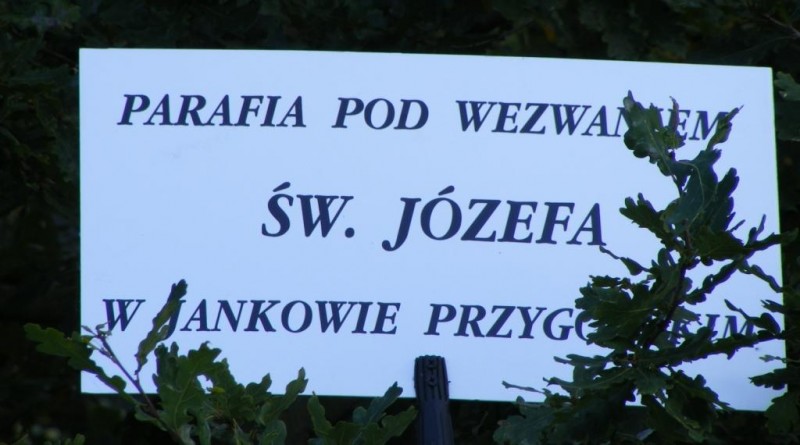 PARAFIA POD WEZWANIEM
ŚW. JÓZEFA
W JANKOWIE